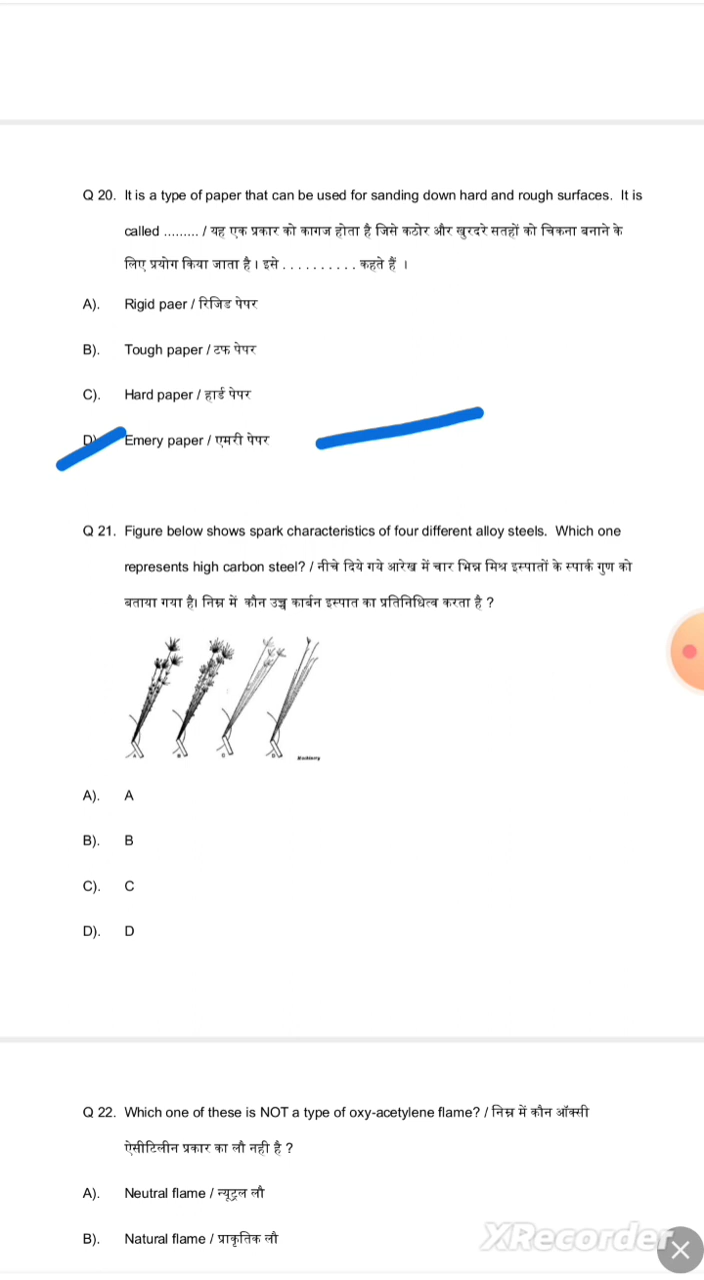 Q 20. It is a type of paper that can be used for sanding down hard and rough surfaces. It is
called ......... / यह एक प्रकार को कागज होता है जिसे कठोर और खुरदरे सतहों को चिकना बनाने के
लिए प्रयोग किया जाता है। इसे . . . . . . . . . . कहते हैं ।
A). Rigid paer / रिजिड पेपर
B). Tough paper / टफ पेपर
C). Hard paper / हार्ड पेपर
D). Emery paper / एमरी पेपर
Q 21. Figure below shows spark characteristics of four different alloy steels. Which one
represents high carbon steel? / नीचे दिये गये आरेख में चार भिन्न मिश्र इस्पातों के स्पार्क गुण को
बताया गया है। निम्न में कौन उच्च कार्बन इस्पात का प्रतिनिधित्व करता है ?
A B C D
Machinery
A). A
B). B
C). C
D). D
Q 22. Which one of these is NOT a type of oxy-acetylene flame? / निम्न में कौन ऑक्सी
ऐसीटिलीन प्रकार का लौ नही है ?
A). Neutral flame / न्यूट्रल लौ
B). Natural flame / प्राकृतिक लौ
XRecorder